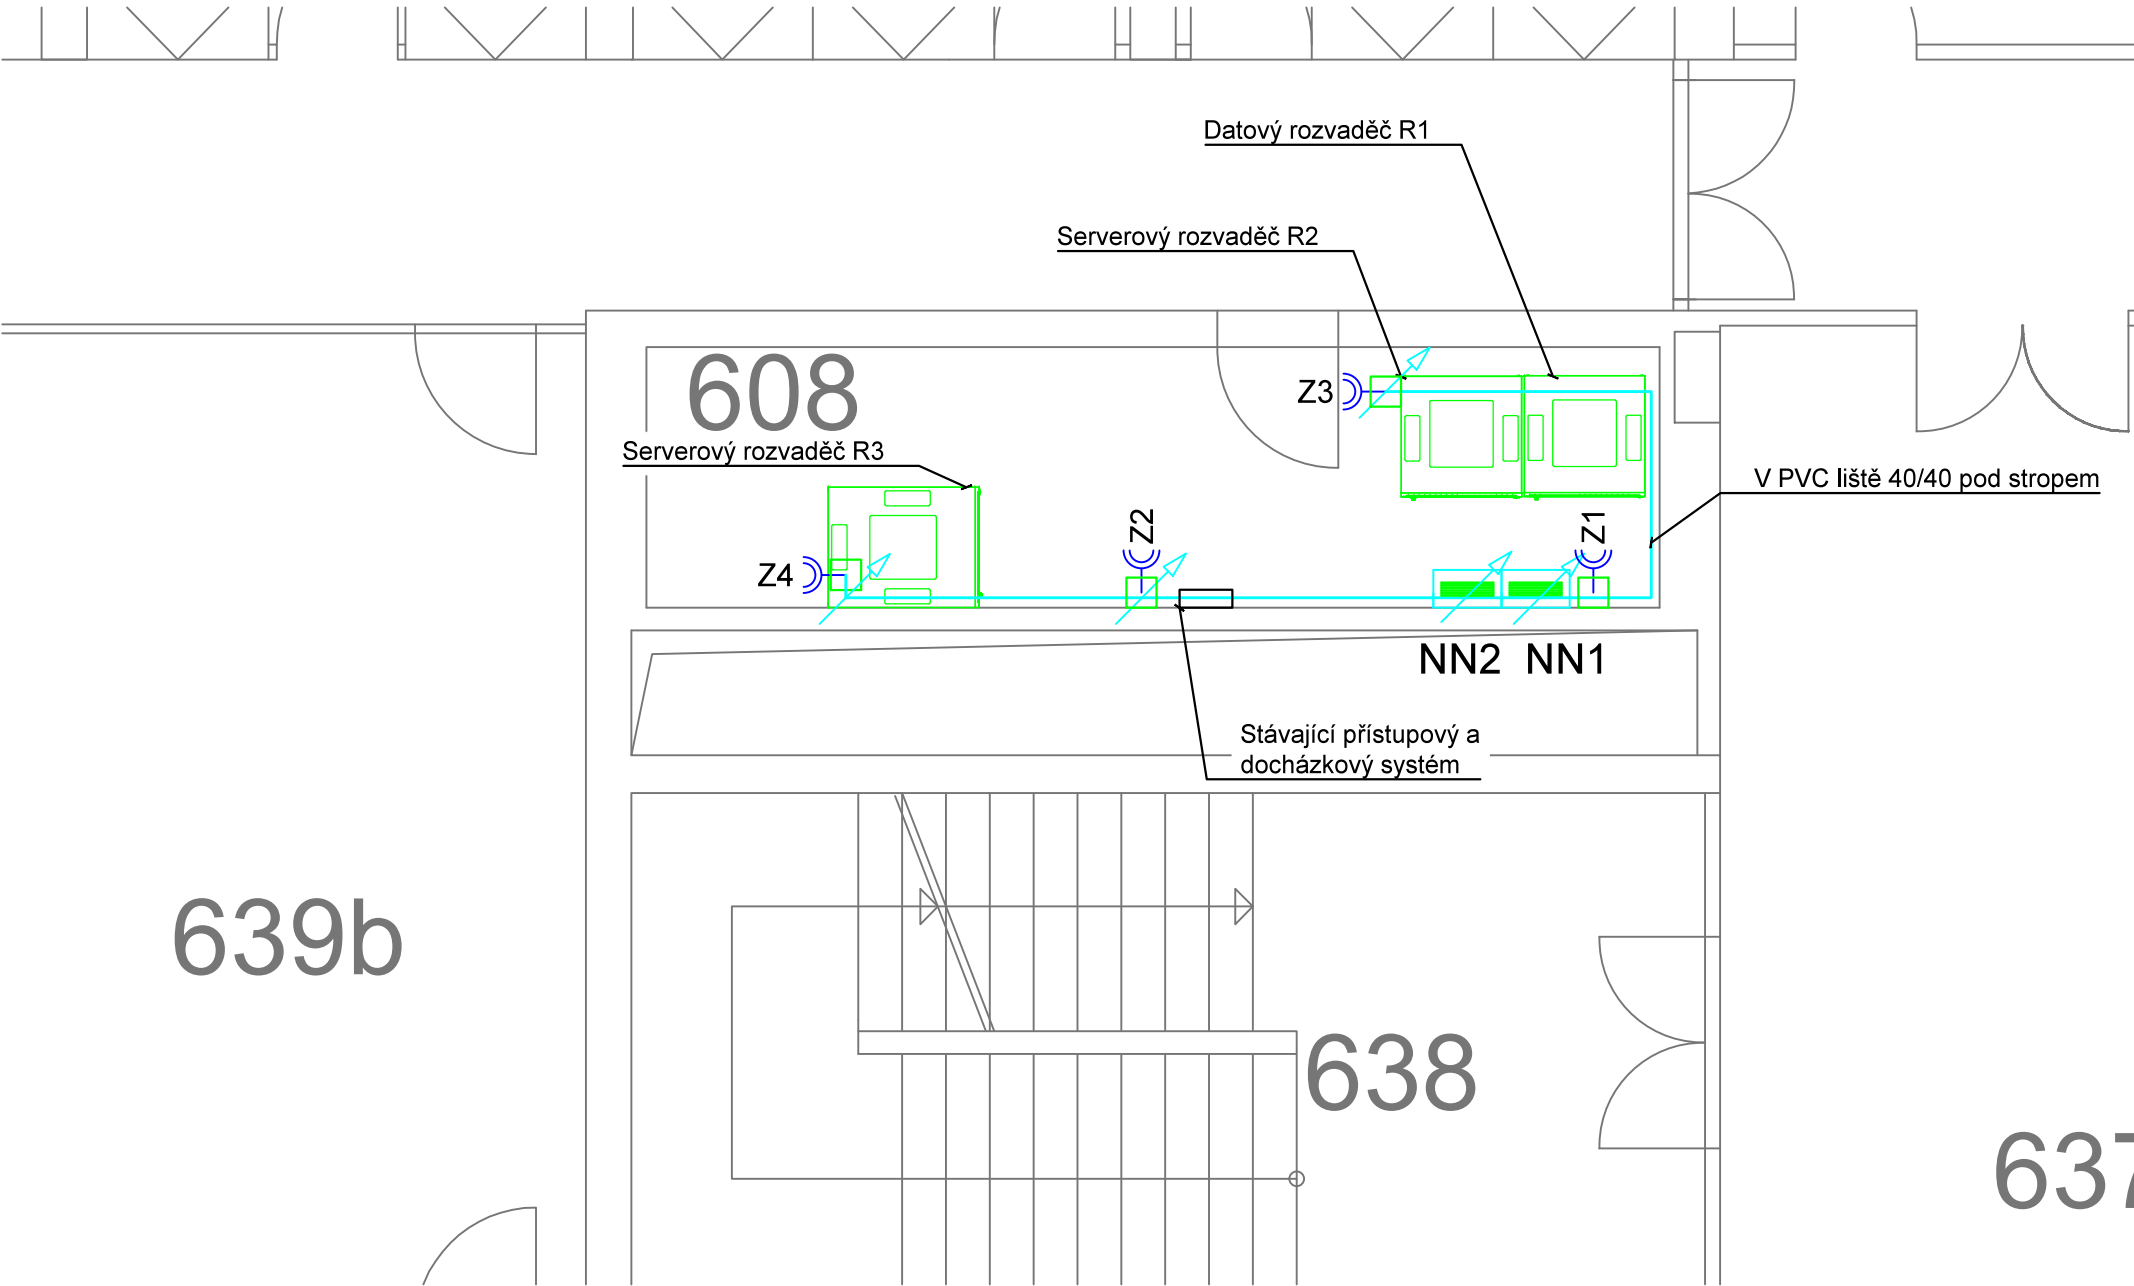 Datový rozvaděč R1
Serverový rozvaděč R2
608
Z3
Serverový rozvaděč R3
V PVC liště 40/40 pod stropem
Z4
Z2
Z1
NN2 NN1
Stávající přístupový a
docházkový systém
639b
638
637